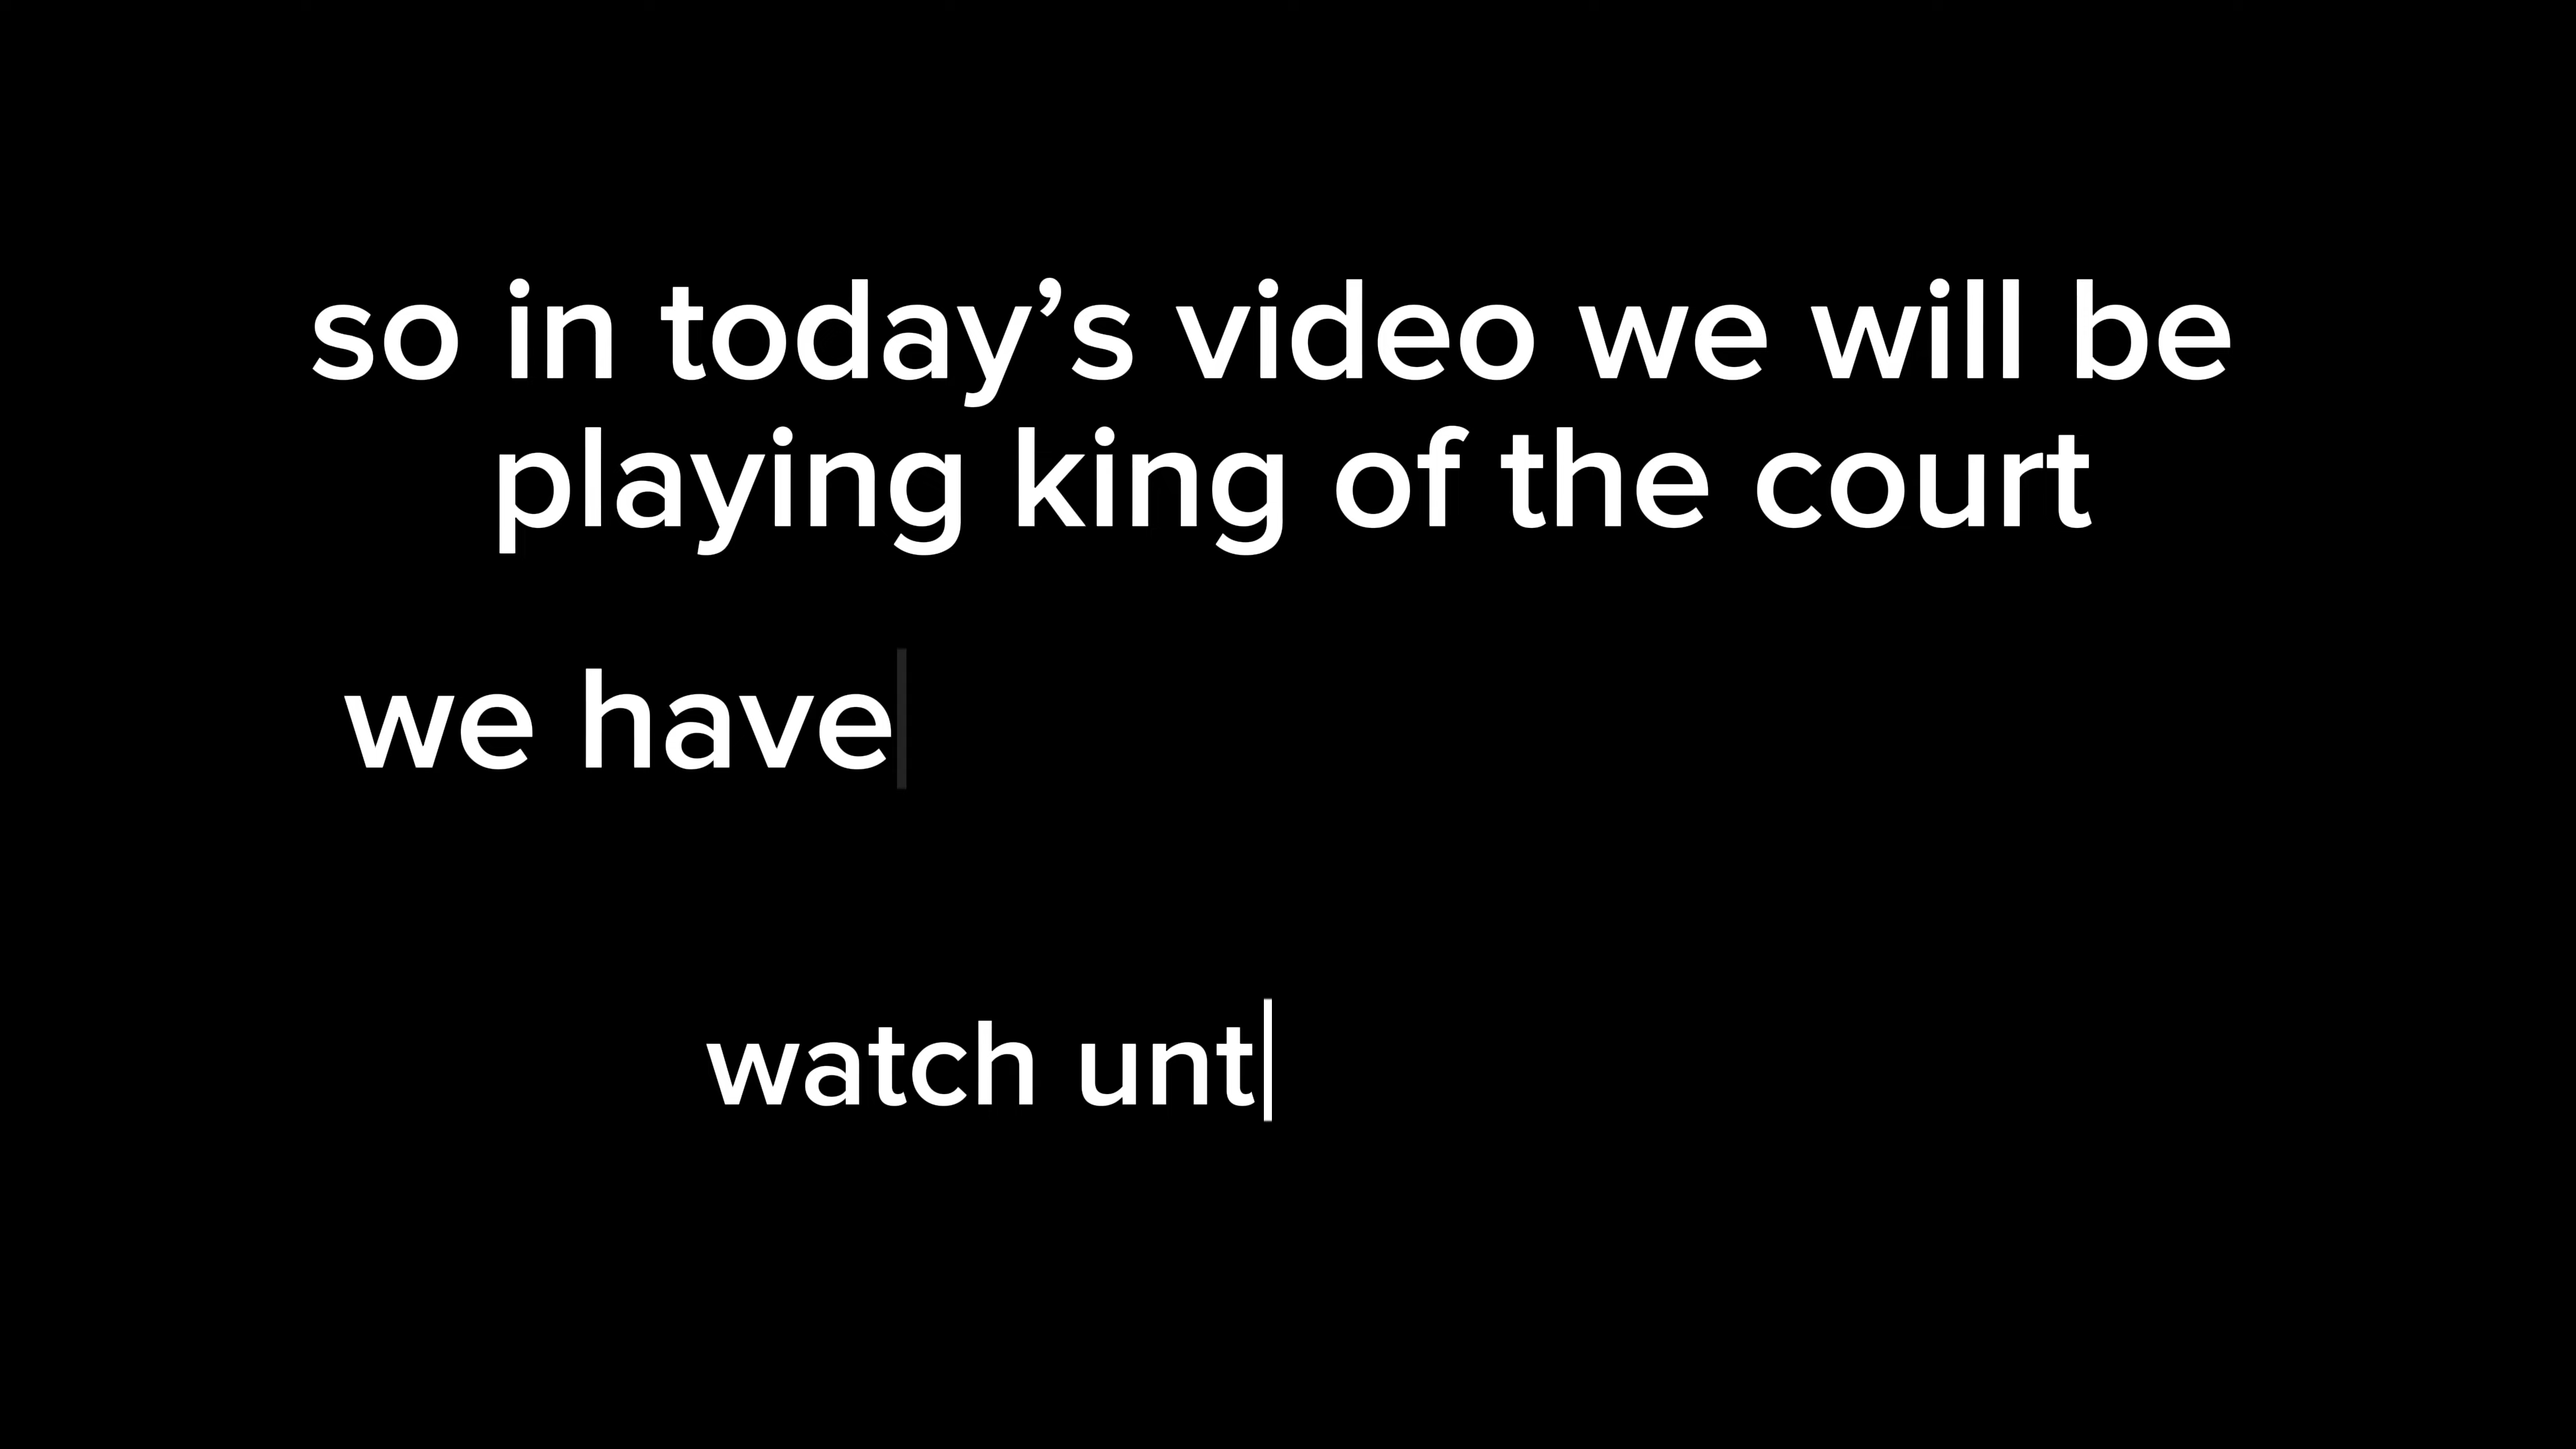 so in today’s video we will be
playing king of the court
we have
watch unt